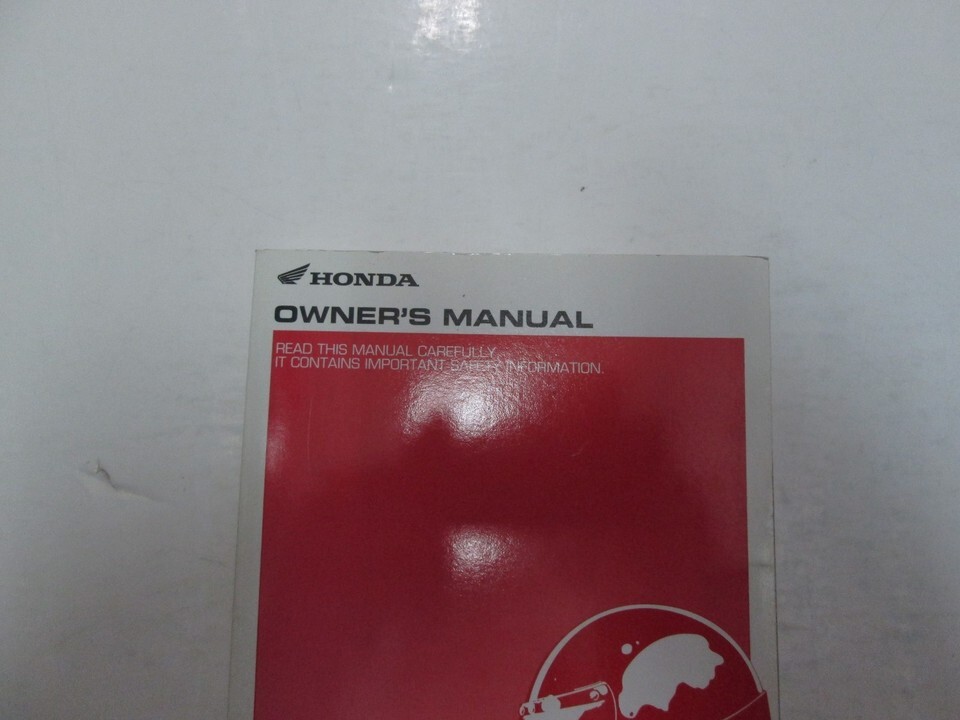 HONDA
OWNER'S MANUAL
READ THIS MANUAL CAREFULLY.
IT CONTAINS IMPORTANT SAFETY INFORMATION.